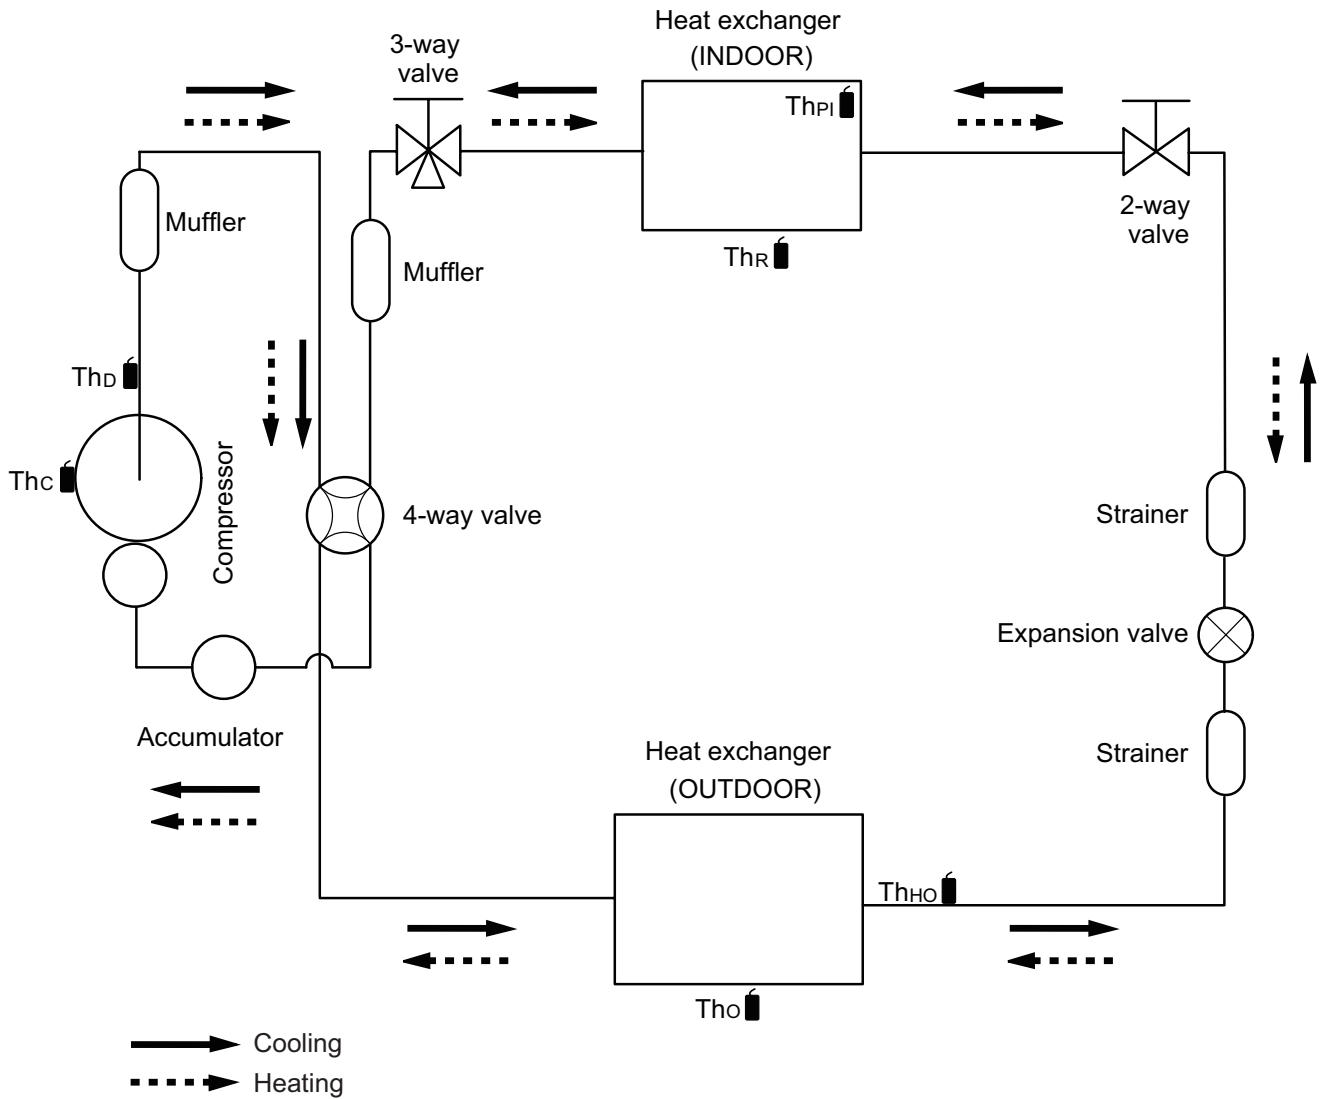 Heat exchanger
(INDOOR)
3-way
valve
ThPI
Muffler
2-way
valve
ThR
Muffler
ThD
ThC
Compressor
4-way valve
Strainer
Expansion valve
Accumulator
Heat exchanger
(OUTDOOR)
Strainer
ThHO
ThO
Cooling
Heating